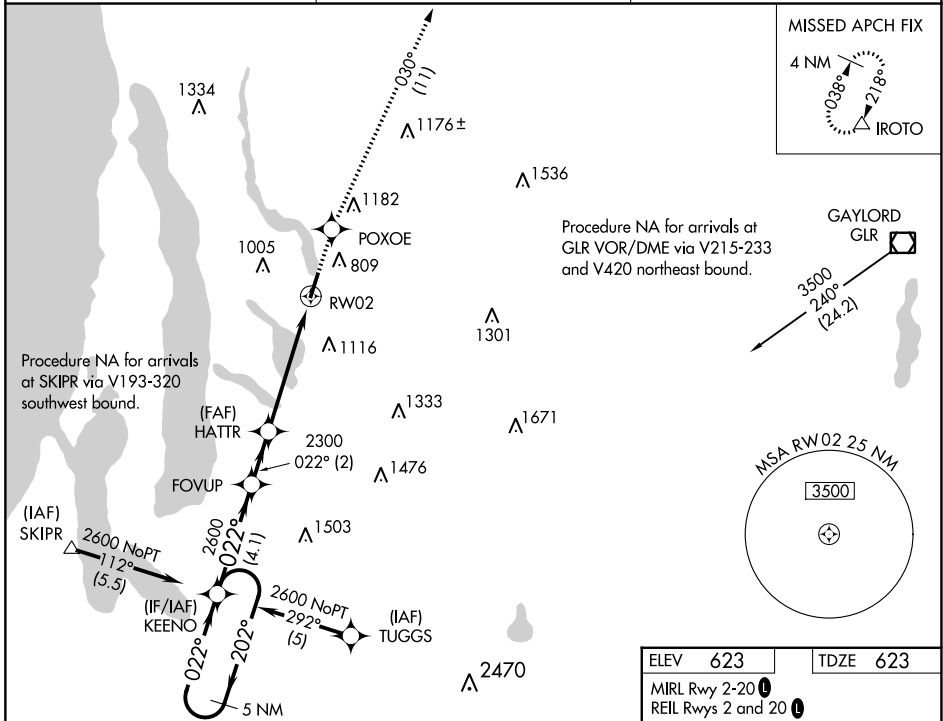 MISSED APCH FIX
4 NM
038°
218°
IROTO
030°
(11)
1334
1176±
1536
1182
POXOE
1005
809
RW02
Procedure NA for arrivals at
GLR VOR/DME via V215-233
and V420 northeast bound.
GAYLORD
GLR
3500
240°
(24.2)
1301
1116
Procedure NA for arrivals
at SKIPR via V193-320
southwest bound.
1333
1671
(FAF)
HATTR
2300
022° (2)
1476
FOVUP
MSA RW02 25 NM
3500
(IAF)
SKIPR
2600 NoPT
112°
(5.5)
2600
022°
(4.1)
1503
(IF/IAF)
KEENO
2600 NoPT
292°
(5)
(IAF)
TUGGS
022°
202°
5 NM
2470
ELEV 623
TDZE 623
MIRL Rwy 2-20 L
REIL Rwys 2 and 20 L